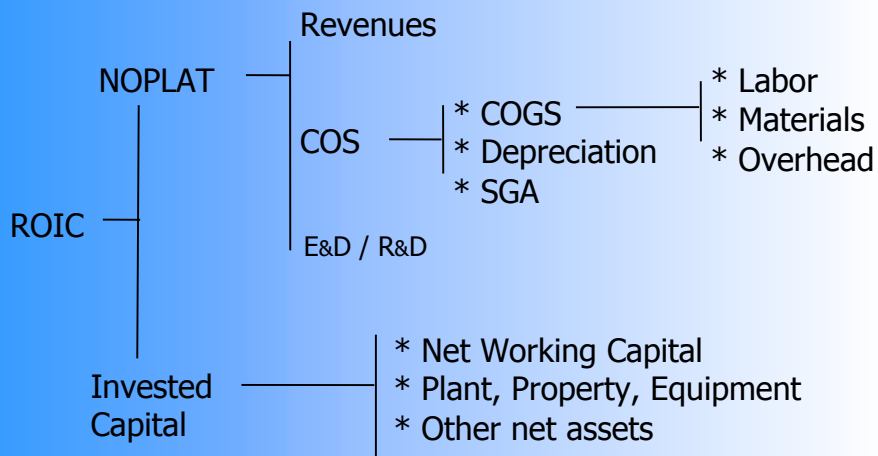 Revenues
NOPLAT
COS
* COGS
* Depreciation
* SGA
* Labor
* Materials
* Overhead
ROIC
E&D / R&D
Invested
Capital
* Net Working Capital
* Plant, Property, Equipment
* Other net assets